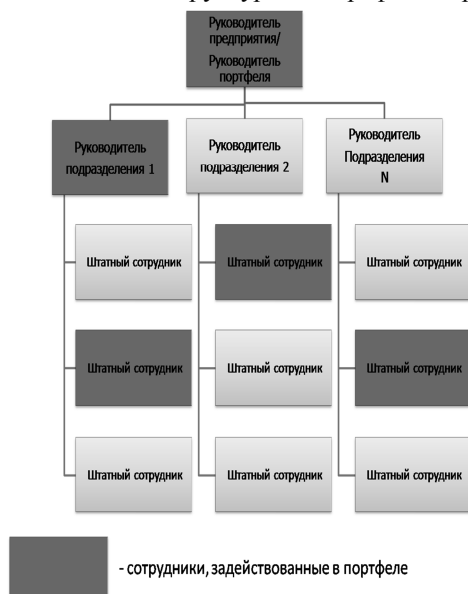 Руководитель
предприятия/
Руководитель
портфеля
Руководитель
подразделения 1
Руководитель
подразделения 2
Руководитель
Подразделения
N
Штатный сотрудник
Штатный сотрудник
Штатный сотрудник
Штатный сотрудник
Штатный сотрудник
Штатный сотрудник
Штатный сотрудник
Штатный сотрудник
Штатный сотрудник
- сотрудники, задействованные в портфеле